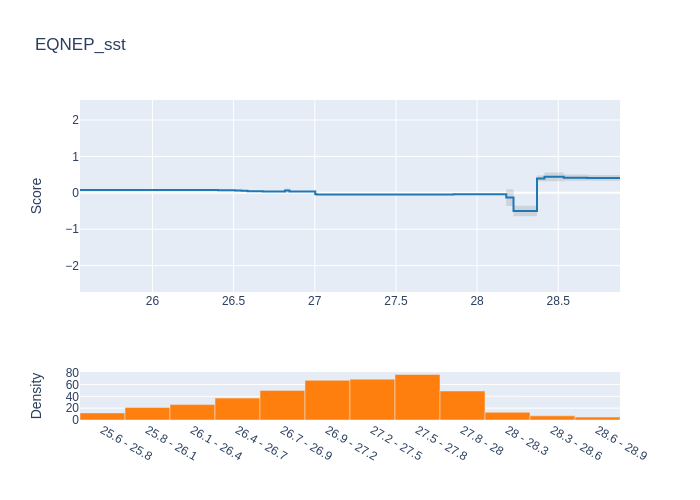 EQNEP_sst
Score
2
1
0
−1
−2
26
26.5
27
27.5
28
28.5
Density
80
60
40
20
0
25.6 - 25.8
25.8 - 26.1
26.1 - 26.4
26.4 - 26.7
26.7 - 26.9
26.9 - 27.2
27.2 - 27.5
27.5 - 27.8
27.8 - 28
28 - 28.3
28.3 - 28.6
28.6 - 28.9